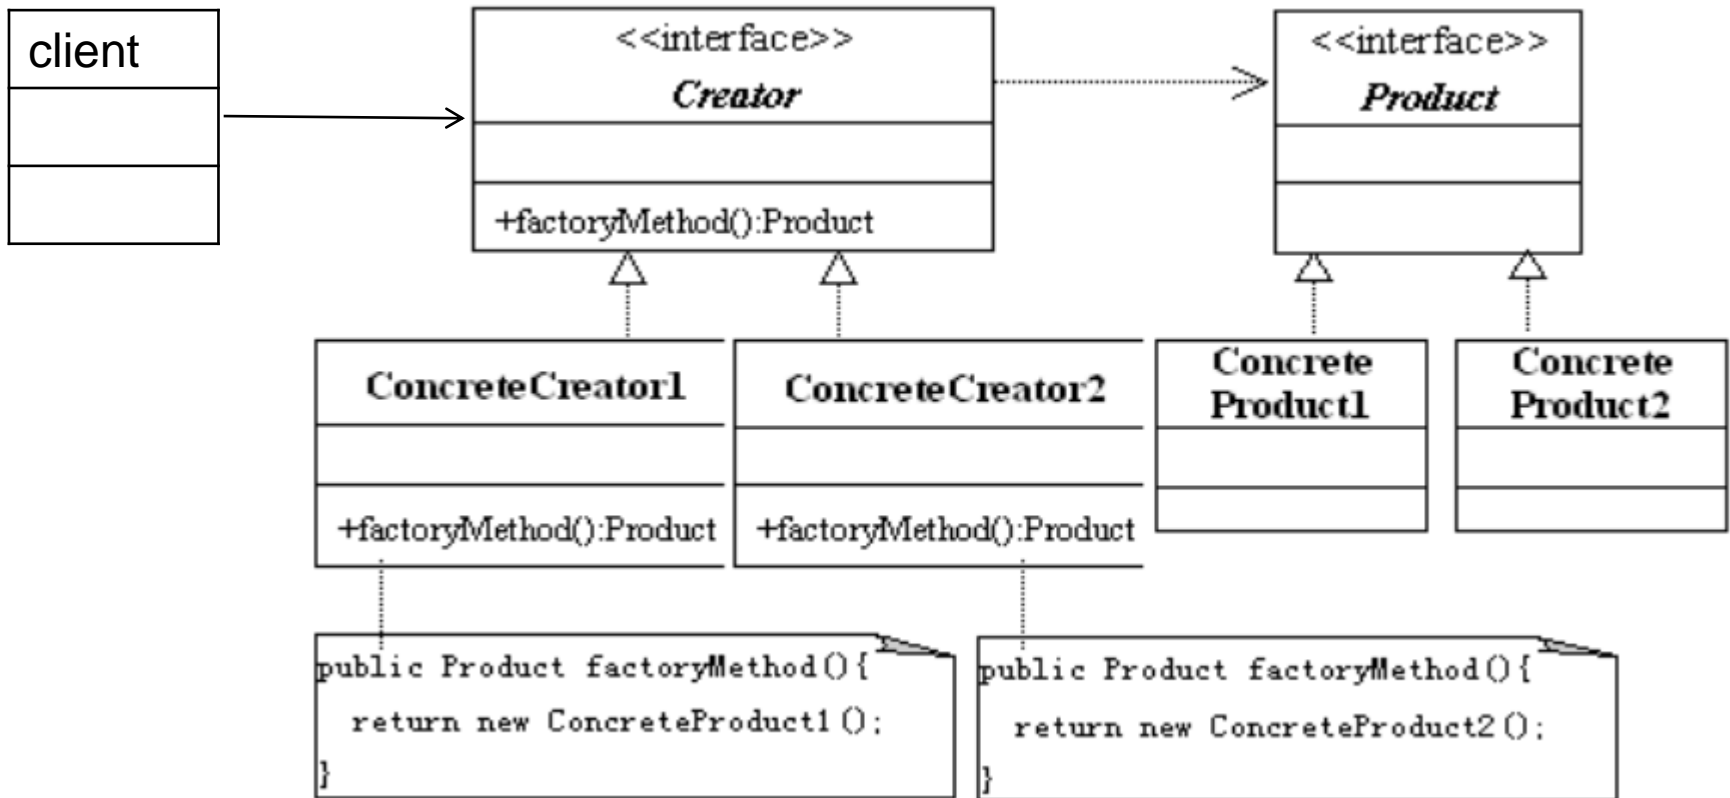 client
<<interface>>
Creator
+factoryMethod():Product
<<interface>>
Product
ConcreteCreator1
+factoryMethod():Product
ConcreteCreator2
+factoryMethod():Product
Concrete
Product1
Concrete
Product2
public Product factoryMethod(){
return new ConcreteProduct1();
}
public Product factoryMethod(){
return new ConcreteProduct2();
}